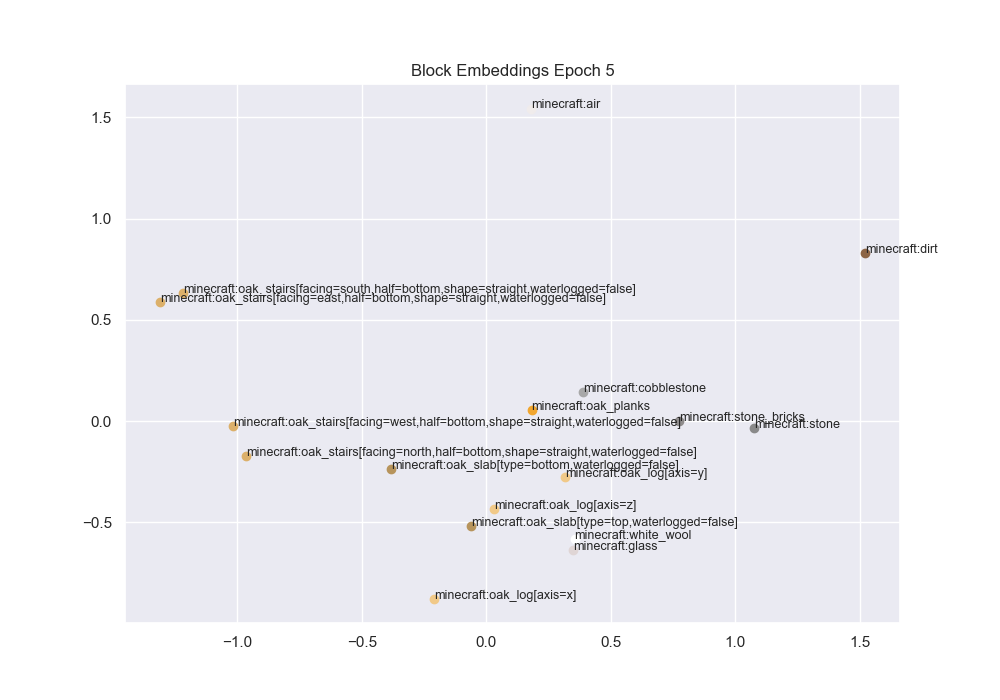 Block Embeddings Epoch 5
minecraft:air
1.5
1.0
minecraft:dirt
minecraft:oak_stairs[facing=south,half=bottom,shape=straight,waterlogged=false]
minecraft:oak_stairs[facing=east,half=bottom,shape=straight,waterlogged=false]
0.5
minecraft:cobblestone
minecraft:oak_planks
minecraft:stone_bricks
minecraft:oak_stairs[facing=west,half=bottom,shape=straight,waterlogged=false]
minecraft:stone
0.0
minecraft:oak_stairs[facing=north,half=bottom,shape=straight,waterlogged=false]
minecraft:oak_slab[type=bottom,waterlogged=false]
minecraft:oak_log[axis=y]
minecraft:oak_log[axis=z]
minecraft:oak_slab[type=top,waterlogged=false]
−0.5
minecraft:white_wool
minecraft:glass
minecraft:oak_log[axis=x]
−1.0 −0.5 0.0 0.5 1.0 1.5